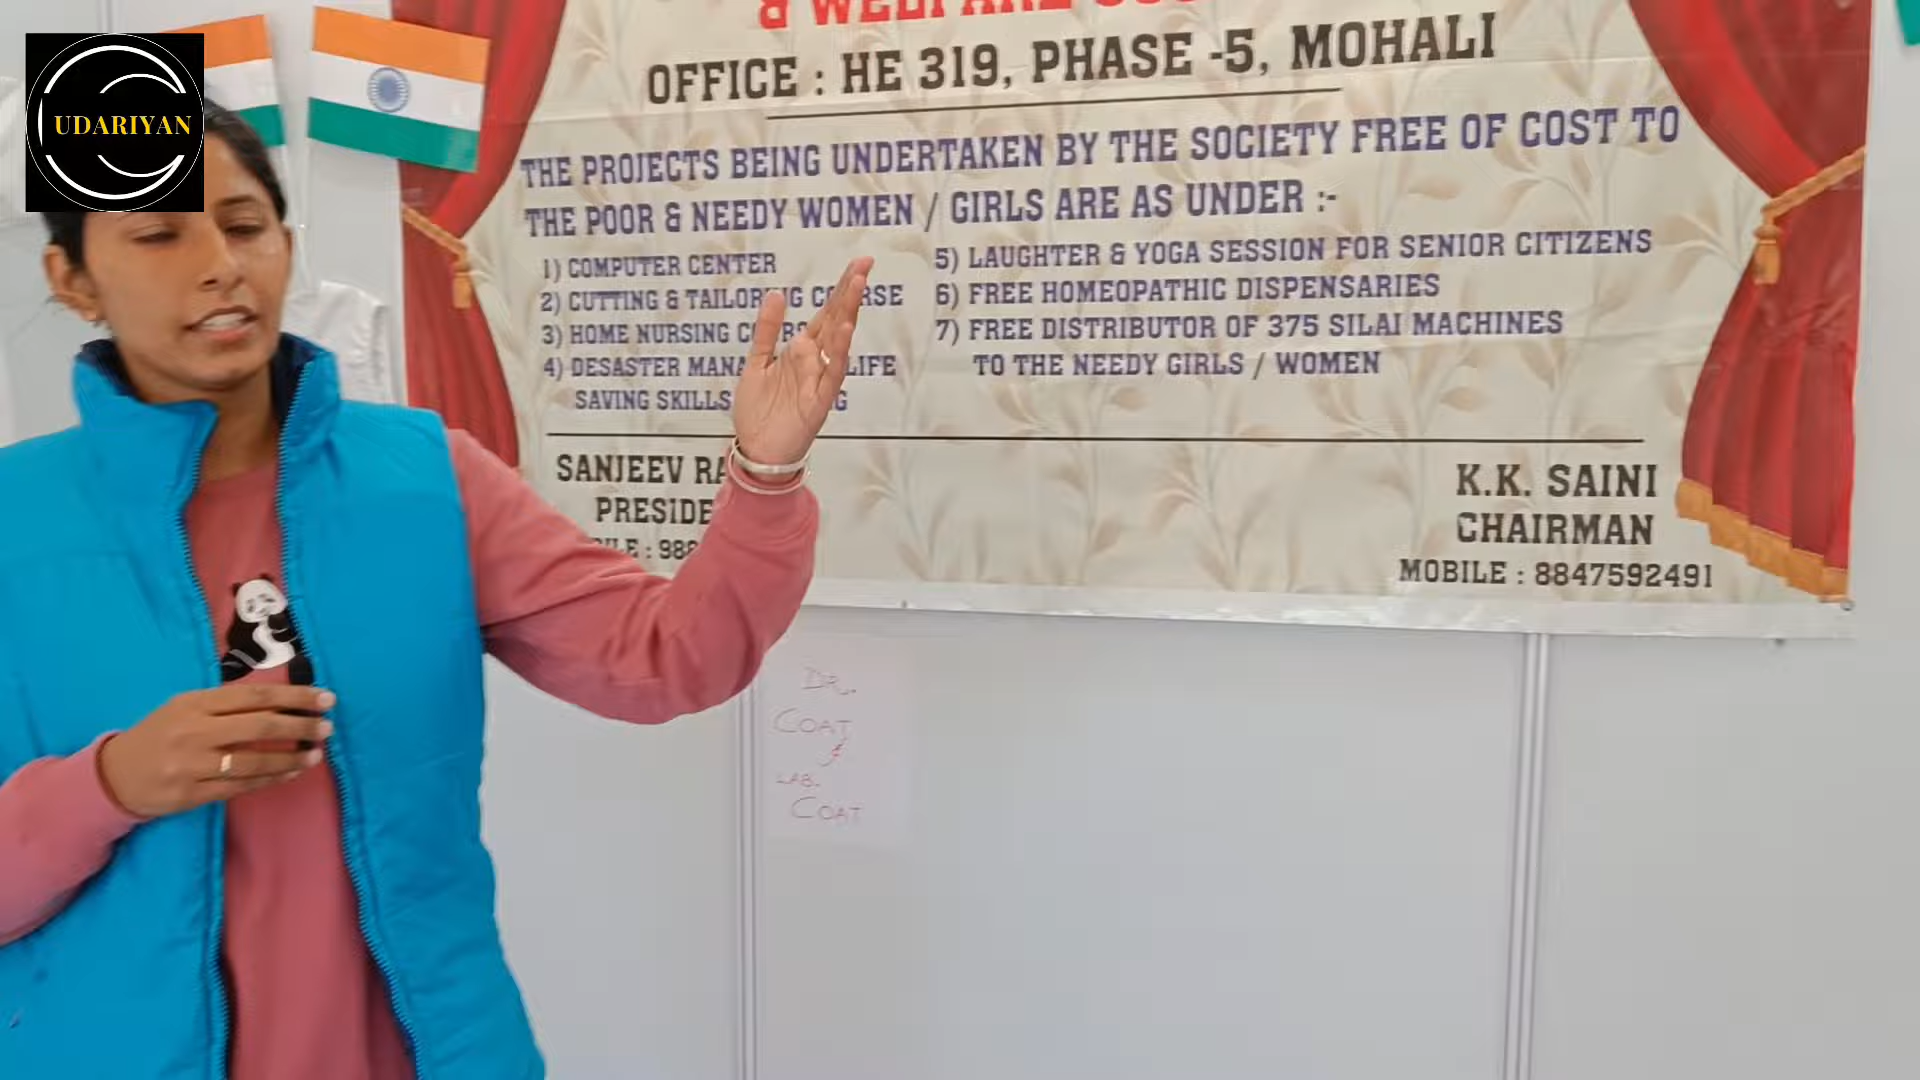 UDARIYAN
OFFICE : HE 319, PHASE -5, MOHALI
THE PROJECTS BEING UNDERTAKEN BY THE SOCIETY FREE OF COST TO
THE POOR & NEEDY WOMEN / GIRLS ARE AS UNDER :-
1) COMPUTER CENTER
2) CUTTING & TAILORING COURSE
3) HOME NURSING
4) DESASTER LIFE
SAVING SKILLS
5) LAUGHTER & YOGA SESSION FOR SENIOR CITIZENS
6) FREE HOMEOPATHIC DISPENSARIES
7) FREE DISTRIBUTOR OF 375 SILAI MACHINES
TO THE NEEDY GIRLS / WOMEN
SANJEEV
K.K. SAINI
CHAIRMAN
MOBILE : 8847592491
DR.
COAT
&
LAB.
COAT